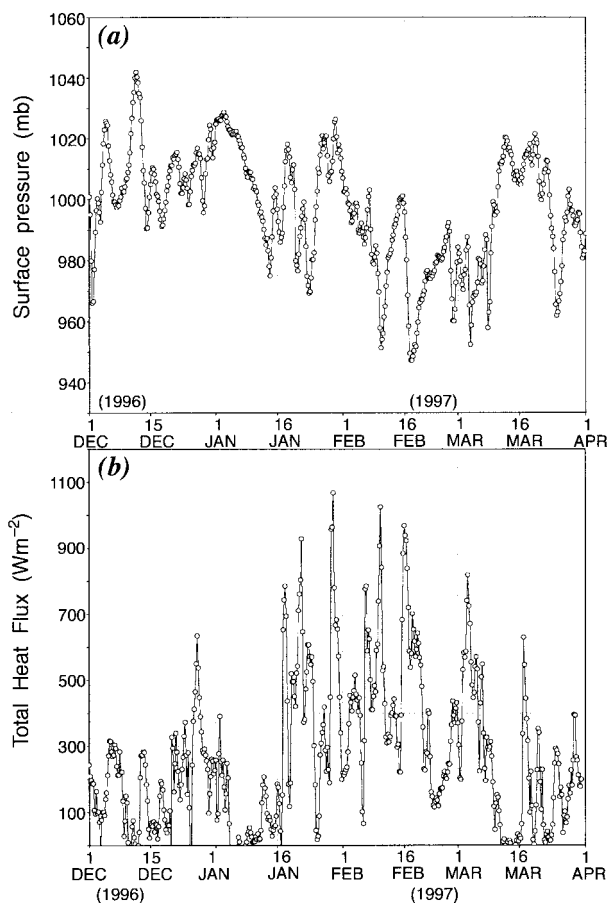 (a)
Surface pressure (mb)
1060
1040
1020
1000
980
960
940
(1996) (1997)
1 15 1 16 1 16 1 16 1
DEC DEC JAN JAN FEB FEB MAR MAR APR
(b)
Total Heat Flux (Wm⁻²)
1100
900
700
500
300
100
1 15 1 16 1 16 1 16 1
DEC DEC JAN JAN FEB FEB MAR MAR APR
(1996) (1997)